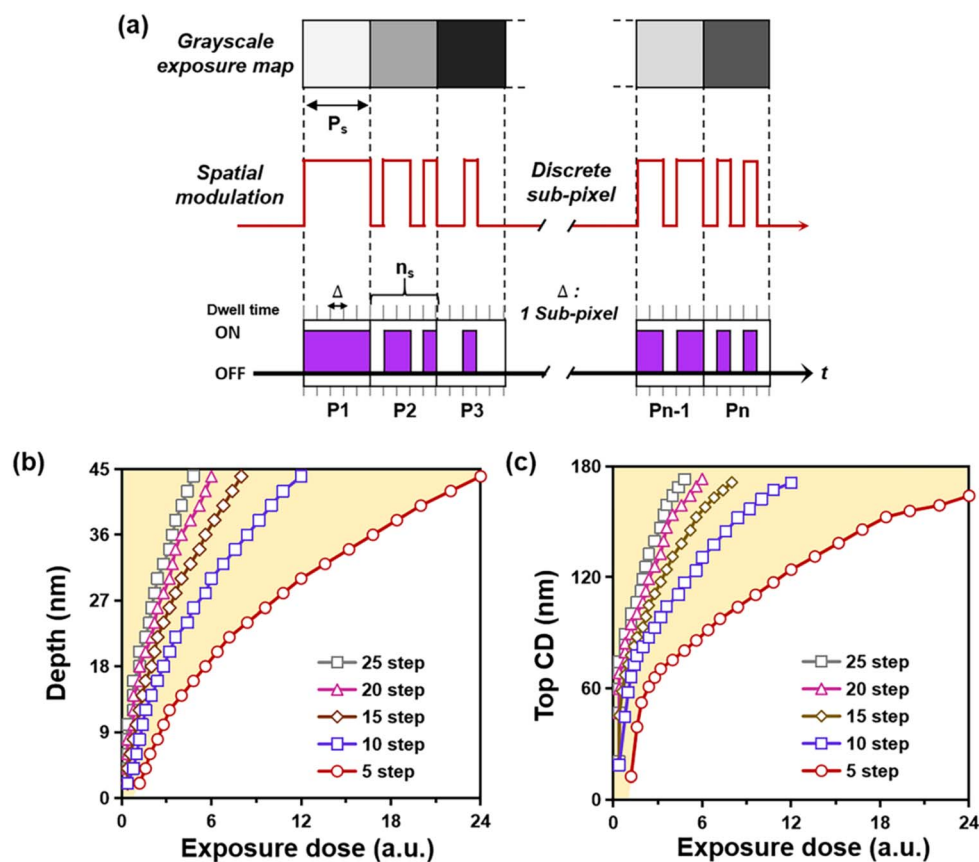 (a)
Grayscale
exposure map
Pₛ
Spatial
modulation
Discrete
sub-pixel
nₛ
Δ
Δ :
1 Sub-pixel
Dwell time
ON
OFF
t
P1 P2 P3 Pn-1 Pn
(b)
45
36
27
18
9
0
Depth (nm)
25 step
20 step
15 step
10 step
5 step
0 6 12 18 24
Exposure dose (a.u.)
(c)
180
120
60
0
Top CD (nm)
25 step
20 step
15 step
10 step
5 step
0 6 12 18 24
Exposure dose (a.u.)